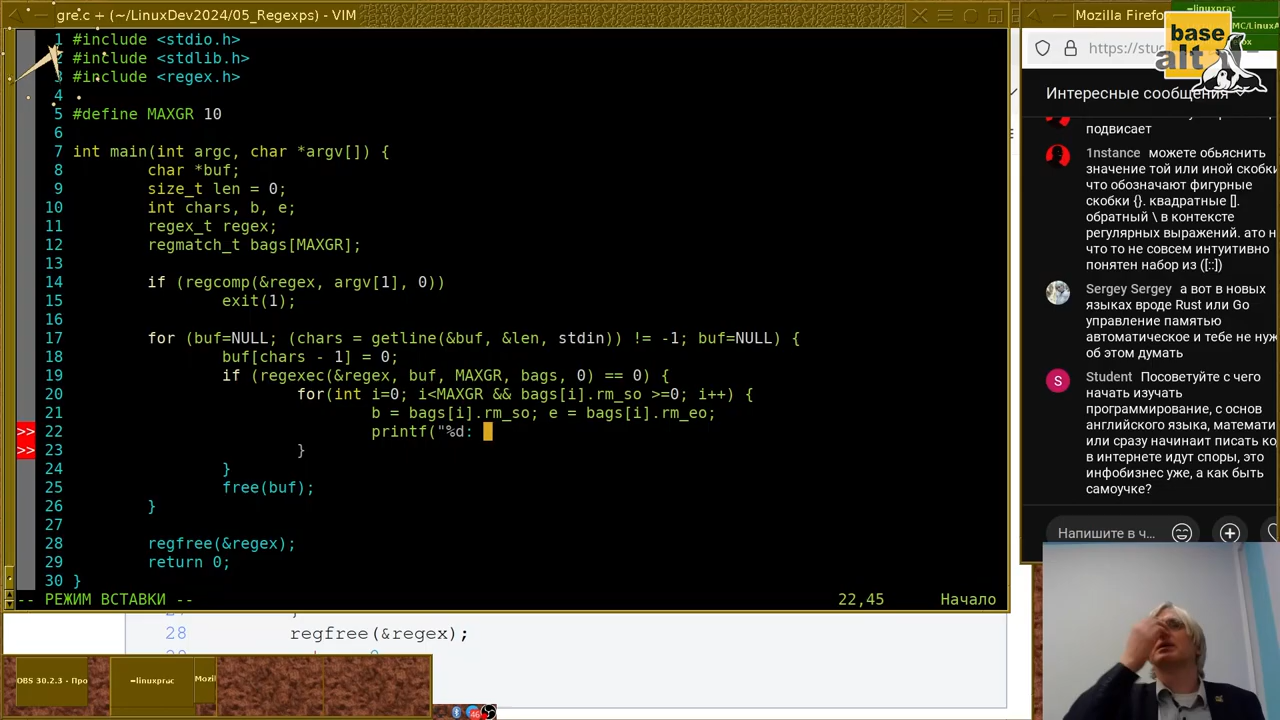 gre.c + (~/LinuxDev2024/05_Regexps) - VIM
1 #include <stdio.h>
2 #include <stdlib.h>
3 #include <regex.h>
4
5 #define MAXGR 10
6
7 int main(int argc, char *argv[]) {
8 char *buf;
9 size_t len = 0;
10 int chars, b, e;
11 regex_t regex;
12 regmatch_t bags[MAXGR];
13
14 if (regcomp(&regex, argv[1], 0))
15 exit(1);
16
17 for (buf=NULL; (chars = getline(&buf, &len, stdin)) != -1; buf=NULL) {
18 buf[chars - 1] = 0;
19 if (regexec(&regex, buf, MAXGR, bags, 0) == 0) {
20 for(int i=0; i<MAXGR && bags[i].rm_so >=0; i++) {
21 b = bags[i].rm_so; e = bags[i].rm_eo;
>> 22 printf("%d:
>> 23 }
24 }
25 free(buf);
26 }
27
28 regfree(&regex);
29 return 0;
30 }
-- РЕЖИМ ВСТАВКИ -- 22,45 Начало
28 regfree(&regex);
OBS 30.2.3 - Про
~linuxprac
Mozil
46
Mozilla Firefo
~linuxprac
MC/LinuxA
base
alt
https://stu
Интересные сообщения
подвисает
1nstance можете обьяснить
значение той или иной скобки
что обозначают фигурные
скобки {}. квадратные [].
обратный \ в контексте
регулярных выражений. ато н
что то не совсем интуитивно
понятен набор из ([::])
Sergey Sergey а вот в новых
языках вроде Rust или Go
управление памятью
автоматическое и тебе не нуж
об этом думать
S Student Посоветуйте с чего
начать изучать
программирование, с основ
английского языка, математи
или сразу начинаит писать ко
в интернете идут споры, это
инфобизнес уже, а как быть
самоучке?
Напишите в ч...